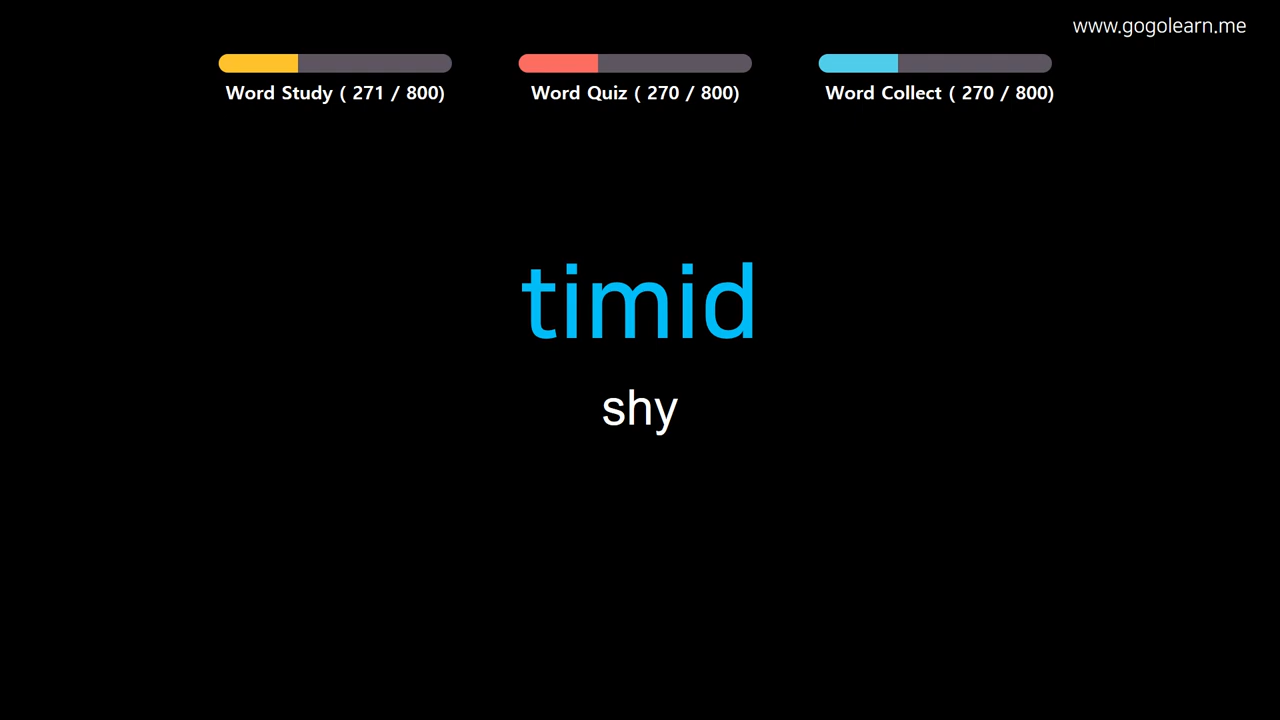 www.gogolearn.me
Word Study ( 271 / 800)
Word Quiz ( 270 / 800)
Word Collect ( 270 / 800)
timid
shy